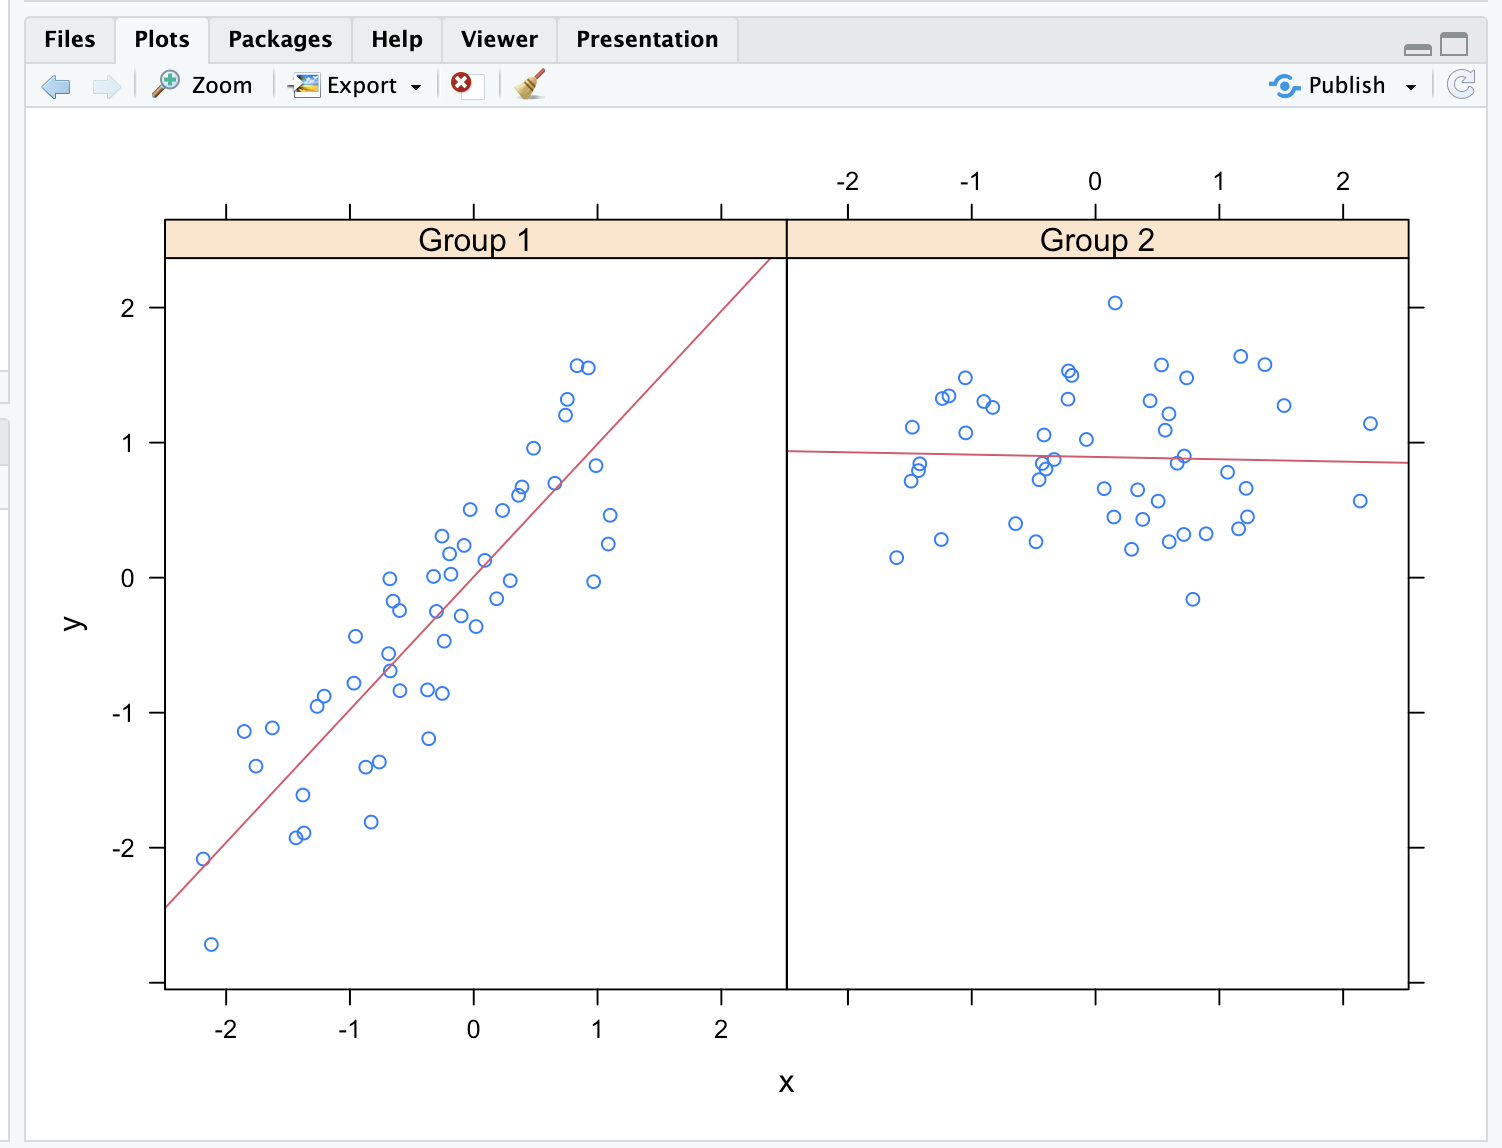 Files Plots Packages Help Viewer Presentation
Zoom Export Publish
-2 -1 0 1 2
Group 1 Group 2
2
1
0
-1
-2
y
-2 -1 0 1 2
x